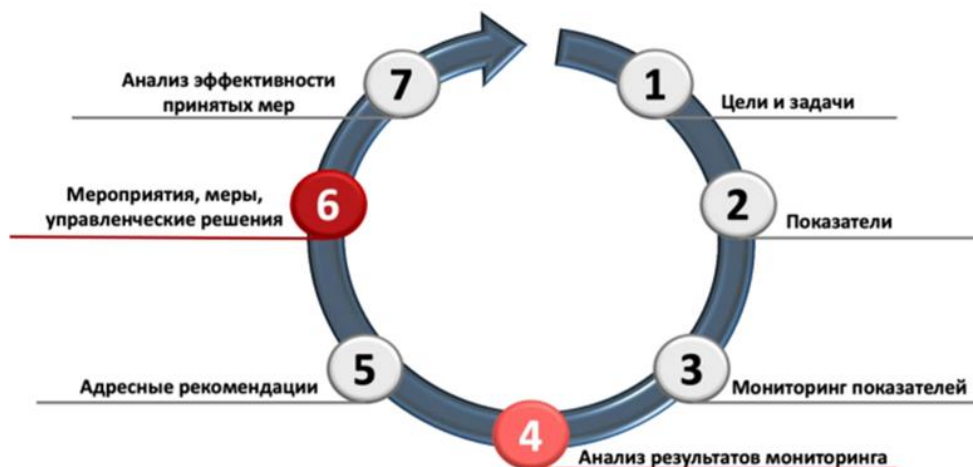 1
Цели и задачи
2
Показатели
3
Мониторинг показателей
4
Анализ результатов мониторинга
5
Адресные рекомендации
6
Мероприятия, меры,
управленческие решения
7
Анализ эффективности
принятых мер